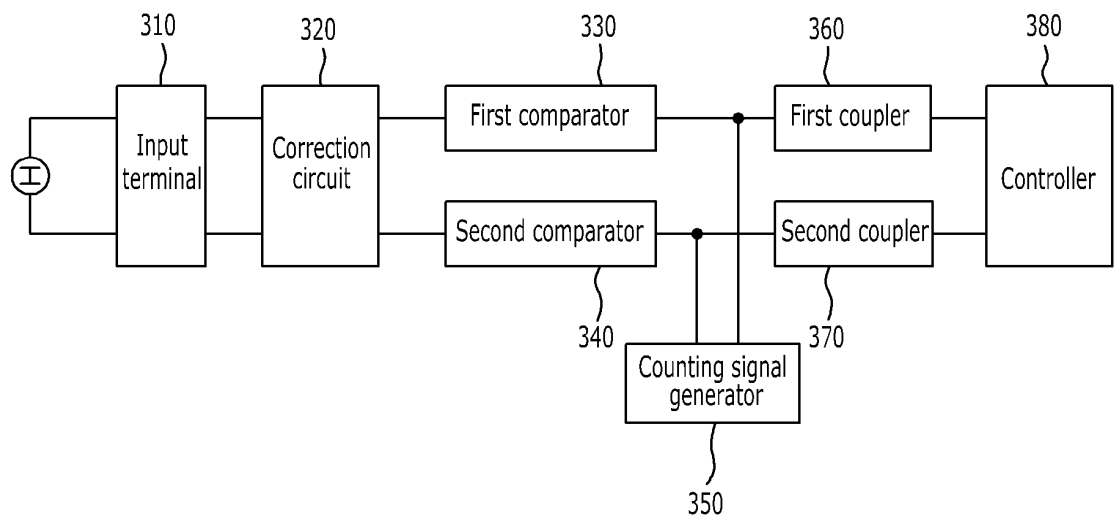 310
320
330
360
380
Input
terminal
Correction
circuit
First comparator
First coupler
Controller
Second comparator
Second coupler
340
370
Counting signal
generator
350